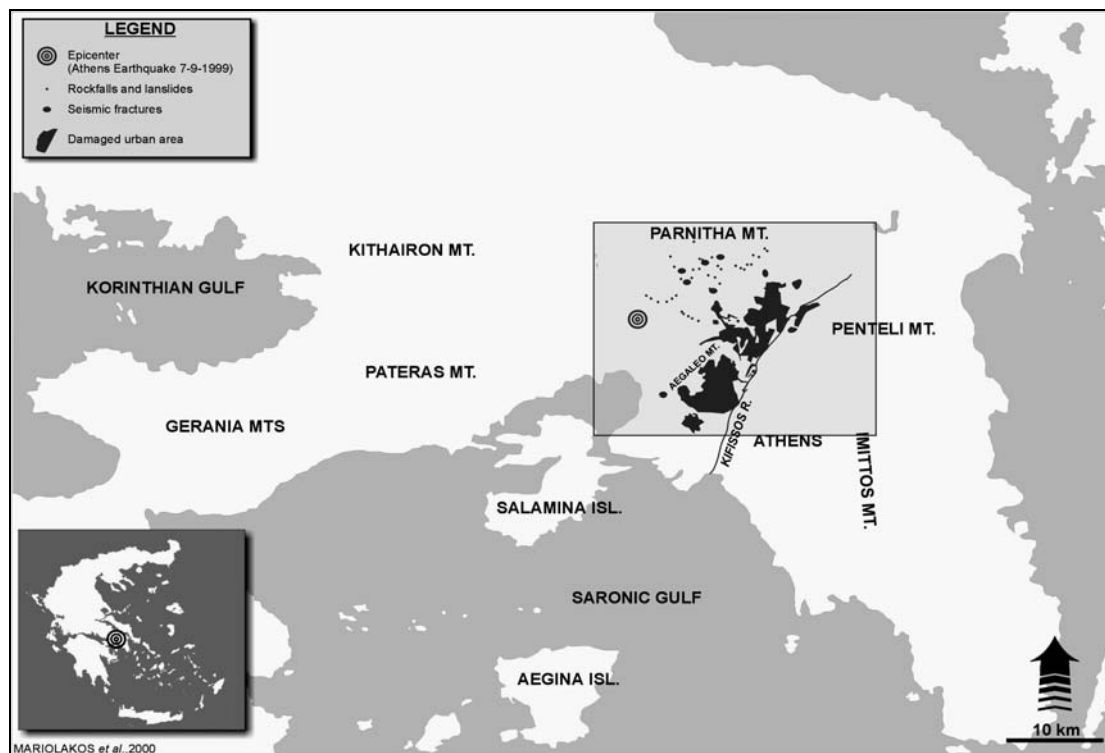 LEGEND
Epicenter
(Athens Earthquake 7-9-1999)
Rockfalls and lanslides
Seismic fractures
Damaged urban area
PARNITHA MT.
KITHAIRON MT.
KORINTHIAN GULF
PENTELI MT.
AEGALEO MT.
PATERAS MT.
GERANIA MTS
KIFISSOS R.
ATHENS
IMITTOS MT.
SALAMINA ISL.
SARONIC GULF
AEGINA ISL.
10 km
MARIOLAKOS et al.,2000